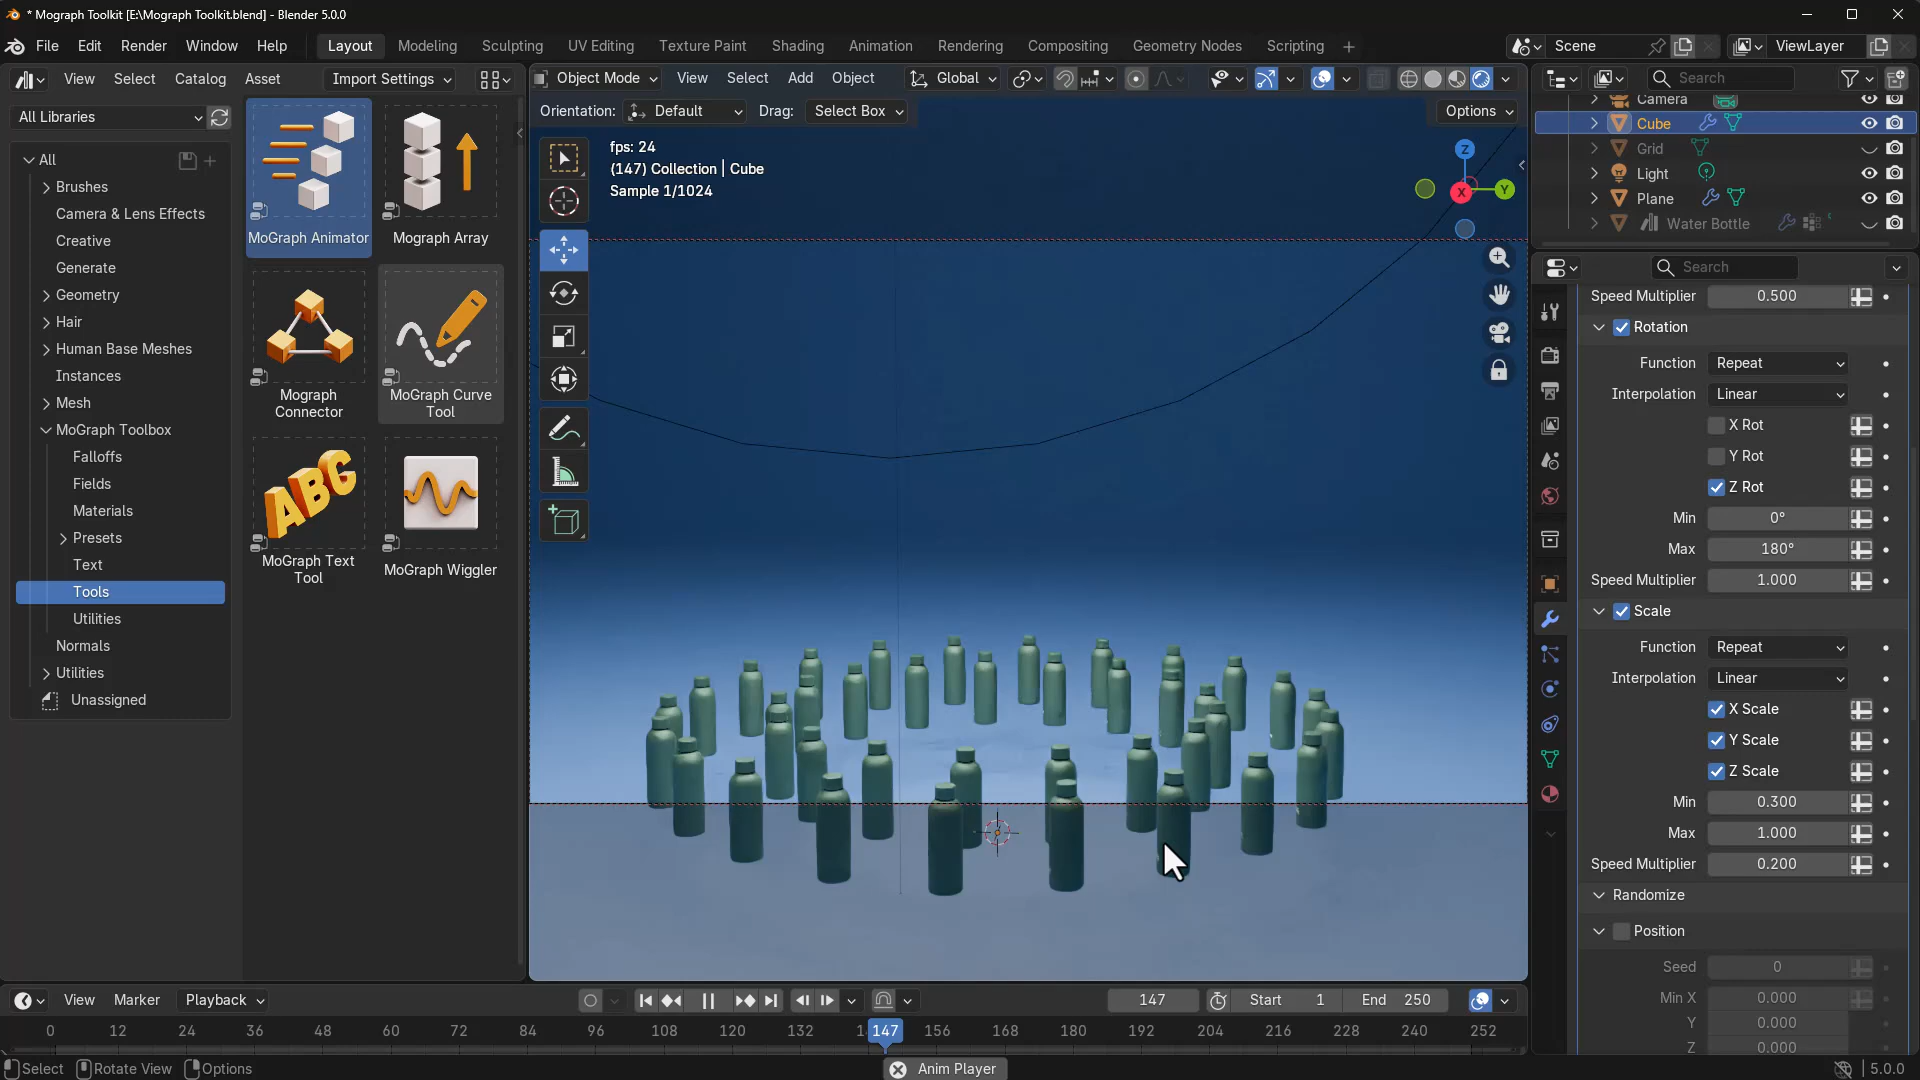 * Mograph Toolkit [E:\Mograph Toolkit.blend] - Blender 5.0.0
File Edit Render Window Help Layout Modeling Sculpting UV Editing Texture Paint Shading Animation Rendering Compositing Geometry Nodes Scripting Scene ViewLayer
View Select Catalog Asset Import Settings
Object Mode View Select Add Object Global
Search
All Libraries
Orientation: Default Drag: Select Box Options
All
Brushes
Camera & Lens Effects
Creative
Generate
Geometry
Hair
Human Base Meshes
Instances
Mesh
MoGraph Toolbox
Falloffs
Fields
Materials
Presets
Text
Tools
Utilities
Normals
Utilities
Unassigned
MoGraph Animator
Mograph Array
Mograph Connector
MoGraph Curve Tool
ABC
MoGraph Text Tool
MoGraph Wiggler
fps: 24
(147) Collection | Cube
Sample 1/1024
Z
X
Y
Camera
Cube
Grid
Light
Plane
Water Bottle
Search
Speed Multiplier 0.500
Rotation
Function Repeat
Interpolation Linear
X Rot
Y Rot
Z Rot
Min 0°
Max 180°
Speed Multiplier 1.000
Scale
Function Repeat
Interpolation Linear
X Scale
Y Scale
Z Scale
Min 0.300
Max 1.000
Speed Multiplier 0.200
Randomize
Position
Seed 0
Min X 0.000
Y 0.000
Z 0.000
View Marker Playback 147 Start 1 End 250
0 12 24 36 48 60 72 84 96 108 120 132 147 156 168 180 192 204 216 228 240 252
Select Rotate View Options Anim Player 5.0.0